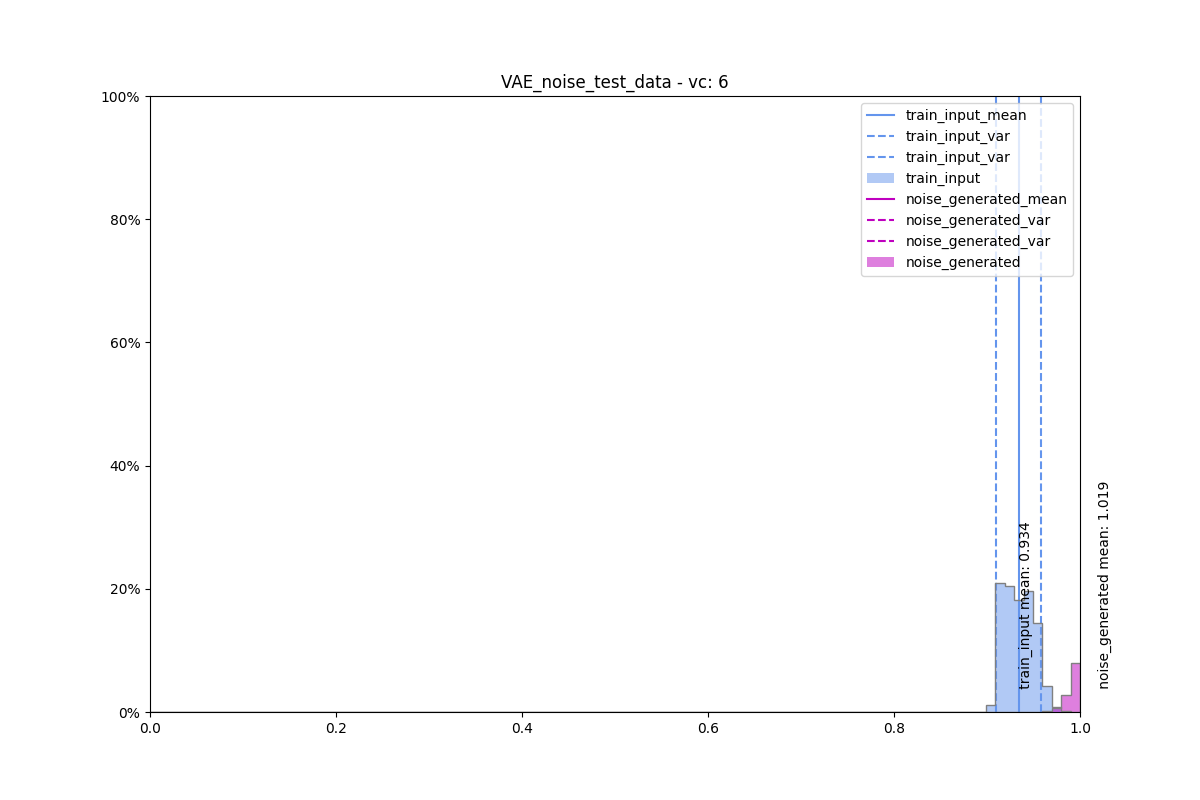 VAE_noise_test_data - vc: 6
100%
80%
60%
40%
20%
0%
0.0
0.2
0.4
0.6
0.8
1.0
train_input_mean
train_input_var
train_input_var
train_input
noise_generated_mean
noise_generated_var
noise_generated_var
noise_generated
train_input mean: 0.934
noise_generated mean: 1.019